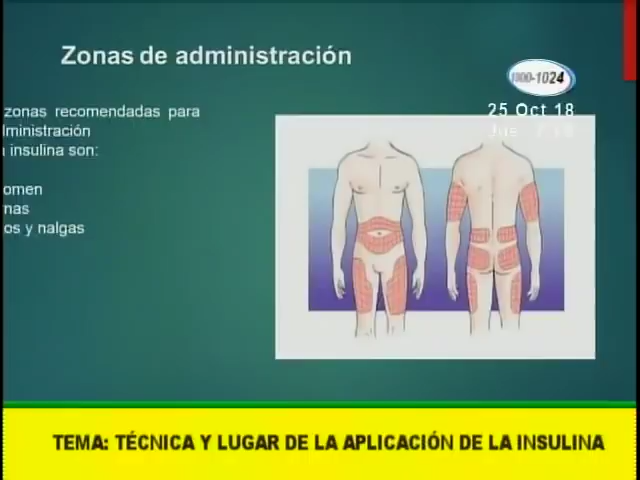 Zonas de administración
1800-1024
25 Oct 18
zonas recomendadas para
dministración
insulina son:
omen
nas
os y nalgas
TEMA: TÉCNICA Y LUGAR DE LA APLICACIÓN DE LA INSULINA